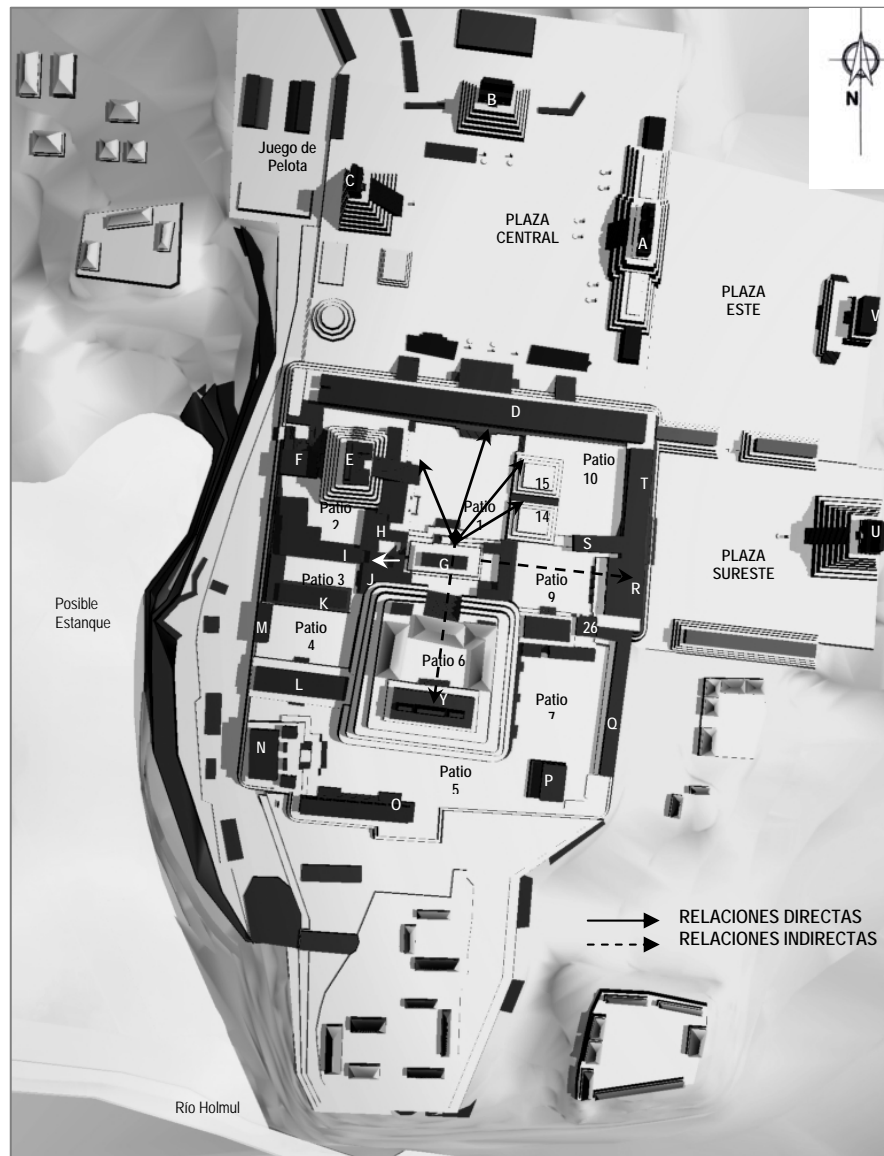 N
B
Juego de
Pelota
C
PLAZA
CENTRAL
A
PLAZA
ESTE
V
D
F
E
Patio
10
T
15
Patio
2
Patio
1
14
H
S
U
I
G
PLAZA
SURESTE
J
Patio 3
Patio
9
R
K
Posible
Estanque
M
Patio
4
26
Patio 6
L
Y
Patio
7
Q
N
P
Patio
5
O
RELACIONES DIRECTAS
RELACIONES INDIRECTAS
Río Holmul